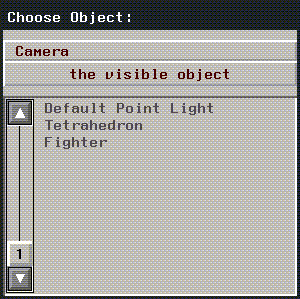 Choose Object:
Camera
the visible object
Default Point Light
Tetrahedron
Fighter
1